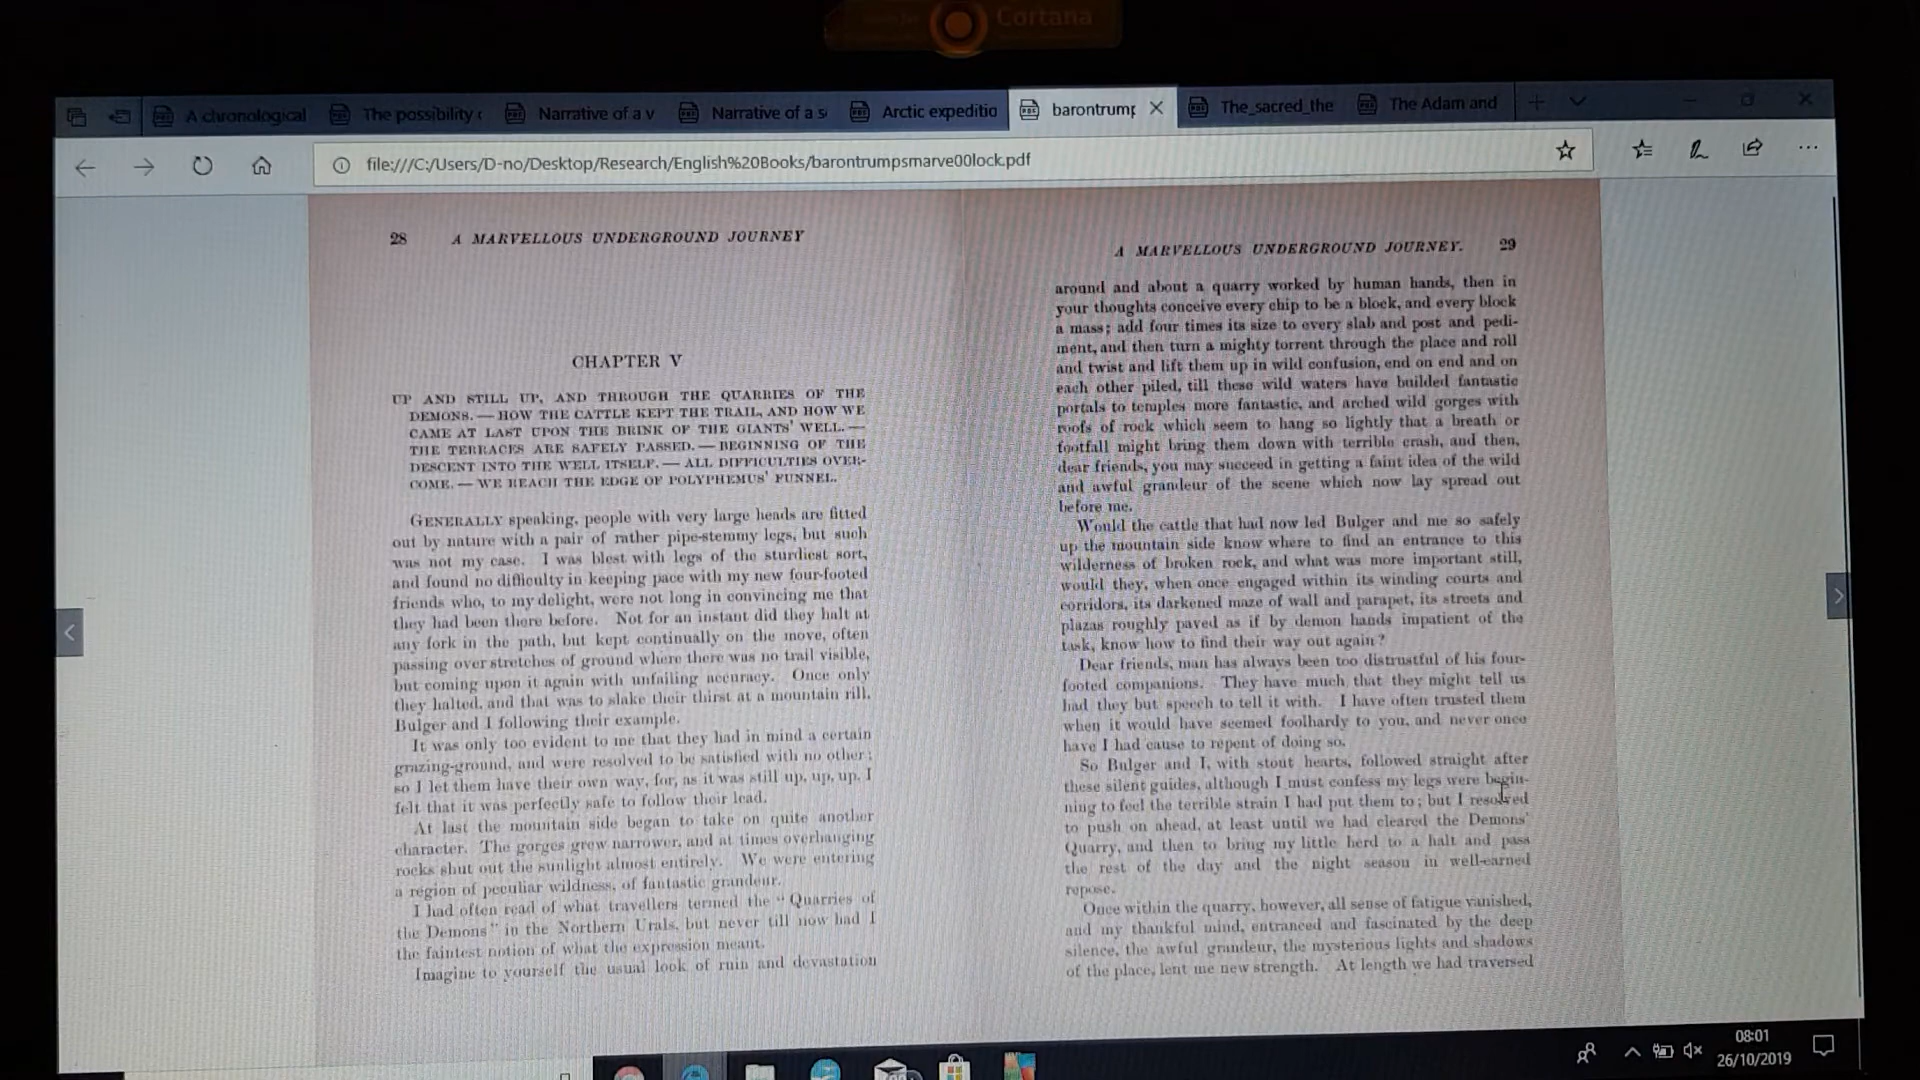 Cortana
A chronological
The possibility
Narrative of a v
Narrative of a s
Arctic expeditio
barontrump
The_sacred_the
The Adam and
file:///C:/Users/D-no/Desktop/Research/English%20Books/barontrumpsmarve00lock.pdf
28 A MARVELLOUS UNDERGROUND JOURNEY
CHAPTER V
UP AND STILL UP, AND THROUGH THE QUARRIES OF THE
DEMONS. — HOW THE CATTLE KEPT THE TRAIL, AND HOW WE
CAME AT LAST UPON THE BRINK OF THE GIANTS' WELL. —
THE TERRACES ARE SAFELY PASSED. — BEGINNING OF THE
DESCENT INTO THE WELL ITSELF. — ALL DIFFICULTIES OVER-
COME. — WE REACH THE EDGE OF POLYPHEMUS' FUNNEL.
GENERALLY speaking, people with very large heads are fitted
out by nature with a pair of rather pipe-stemmy legs, but such
was not my case. I was blest with legs of the sturdiest sort,
and found no difficulty in keeping pace with my new four-footed
friends who, to my delight, were not long in convincing me that
they had been there before. Not for an instant did they halt at
any fork in the path, but kept continually on the move, often
passing over stretches of ground where there was no trail visible,
but coming upon it again with unfailing accuracy. Once only
they halted, and that was to slake their thirst at a mountain rill,
Bulger and I following their example.
It was only too evident to me that they had in mind a certain
grazing-ground, and were resolved to be satisfied with no other;
so I let them have their own way, for, as it was still up, up, up, I
felt that it was perfectly safe to follow their lead.
At last the mountain side began to take on quite another
character. The gorges grew narrower, and at times overhanging
rocks shut out the sunlight almost entirely. We were entering
a region of peculiar wildness, of fantastic grandeur.
I had often read of what travellers termed the "Quarries of
the Demons" in the Northern Urals, but never till now had I
the faintest notion of what the expression meant.
Imagine to yourself the usual look of ruin and devastation
A MARVELLOUS UNDERGROUND JOURNEY. 29
around and about a quarry worked by human hands, then in
your thoughts conceive every chip to be a block, and every block
a mass; add four times its size to every slab and post and pedi-
ment, and then turn a mighty torrent through the place and roll
and twist and lift them up in wild confusion, end on end and on
each other piled, till these wild waters have builded fantastic
portals to temples more fantastic, and arched wild gorges with
roofs of rock which seem to hang so lightly that a breath or
footfall might bring them down with terrible crash, and then,
dear friends, you may succeed in getting a faint idea of the wild
and awful grandeur of the scene which now lay spread out
before me.
Would the cattle that had now led Bulger and me so safely
up the mountain side know where to find an entrance to this
wilderness of broken rock, and what was more important still,
would they, when once engaged within its winding courts and
corridors, its darkened maze of wall and parapet, its streets and
plazas roughly paved as if by demon hands impatient of the
task, know how to find their way out again?
Dear friends, man has always been too distrustful of his four-
footed companions. They have much that they might tell us
had they but speech to tell it with. I have often trusted them
when it would have seemed foolhardy to you, and never once
have I had cause to repent of doing so.
So Bulger and I, with stout hearts, followed straight after
these silent guides, although I must confess my legs were begin-
ning to feel the terrible strain I had put them to; but I resolved
to push on ahead, at least until we had cleared the Demons'
Quarry, and then to bring my little herd to a halt and pass
the rest of the day and the night season in well-earned
repose.
Once within the quarry, however, all sense of fatigue vanished,
and my thankful mind, entranced and fascinated by the deep
silence, the awful grandeur, the mysterious lights and shadows
of the place, lent me new strength. At length we had traversed
08:01
26/10/2019